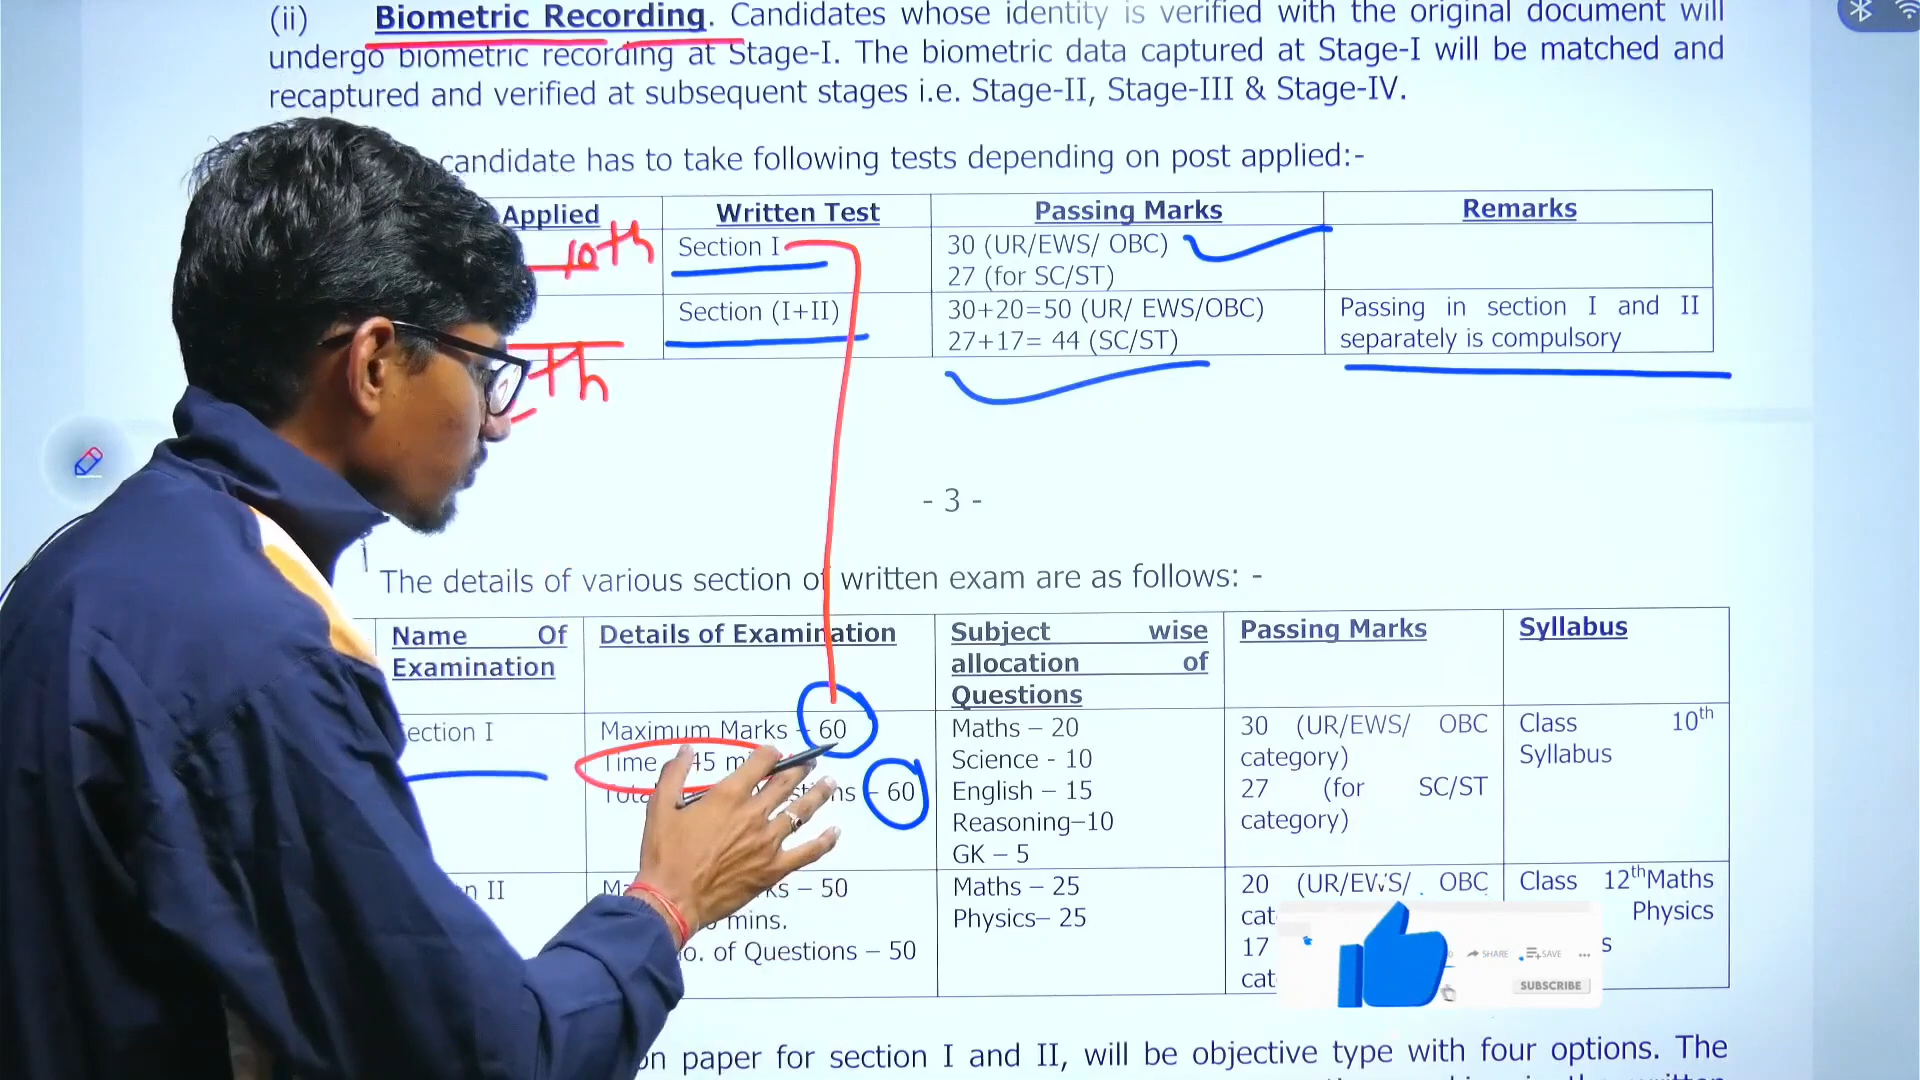 (ii) Biometric Recording. Candidates whose identity is verified with the original document will
undergo biometric recording at Stage-I. The biometric data captured at Stage-I will be matched and
recaptured and verified at subsequent stages i.e. Stage-II, Stage-III & Stage-IV.
candidate has to take following tests depending on post applied:-
Applied Written Test Passing Marks Remarks
10th Section I 30 (UR/EWS/ OBC)
27 (for SC/ST)
Section (I+II) 30+20=50 (UR/ EWS/OBC) Passing in section I and II
27+17= 44 (SC/ST) separately is compulsory
th
- 3 -
The details of various section of written exam are as follows: -
Name Of Examination
Details of Examination
Subject wise allocation of Questions
Passing Marks
Syllabus
ection I
Maximum Marks - 60
Time 45
60
Maths – 20
Science - 10
English – 15
Reasoning–10
GK – 5
30 (UR/EWS/ OBC
category)
27 (for SC/ST
category)
Class 10th
Syllabus
II
– 50
mins.
o. of Questions – 50
Maths – 25
Physics– 25
20 (UR/EWS/ OBC
cat
17
cat
Class 12thMaths
Physics
s
SHARE SAVE
SUBSCRIBE
on paper for section I and II, will be objective type with four options. The